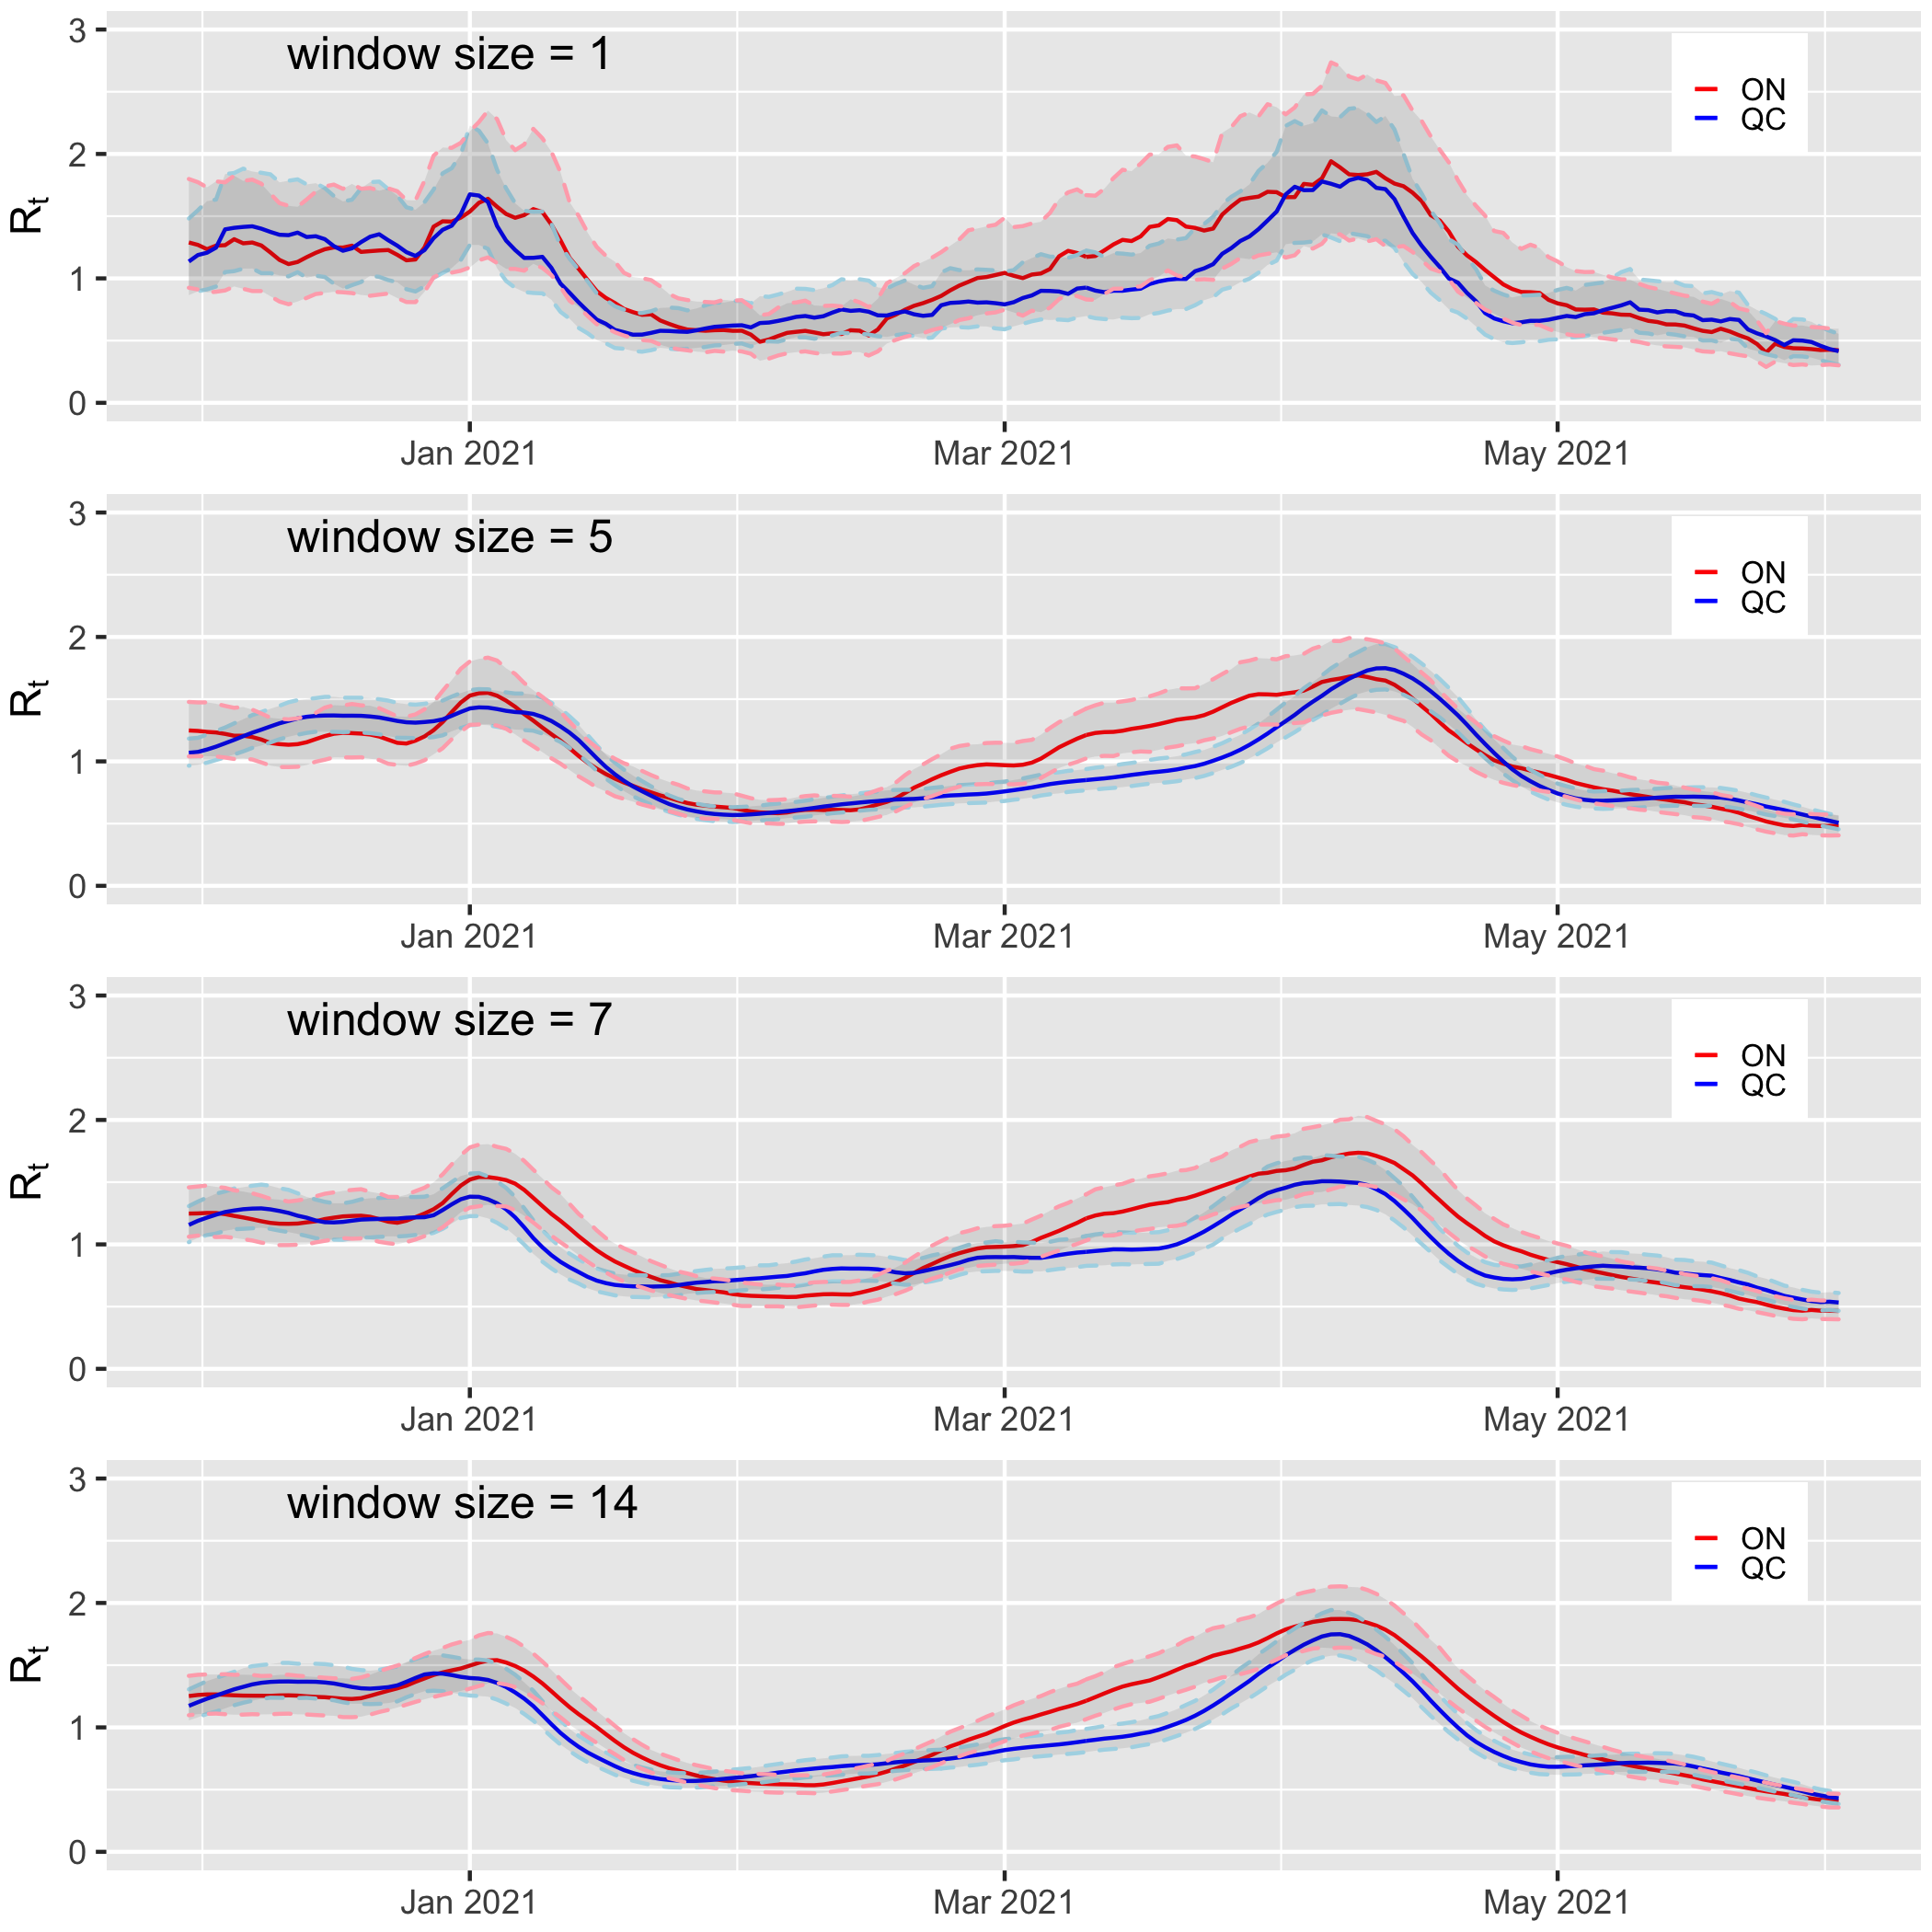 3
window size = 1
ON
QC
2
Rt
1
0
Jan 2021 Mar 2021 May 2021
3
window size = 5
ON
QC
2
Rt
1
0
Jan 2021 Mar 2021 May 2021
3
window size = 7
ON
QC
2
Rt
1
0
Jan 2021 Mar 2021 May 2021
3
window size = 14
ON
QC
2
Rt
1
0
Jan 2021 Mar 2021 May 2021